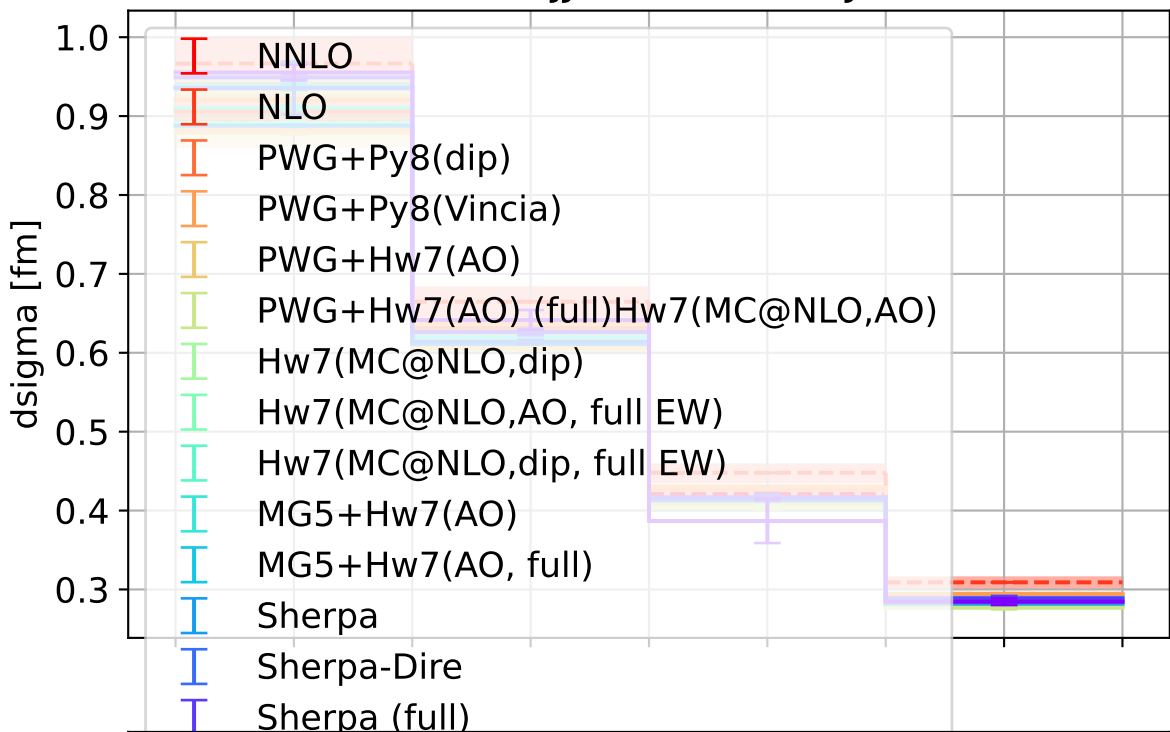 1.0
0.9
0.8
0.7
0.6
0.5
0.4
0.3
dsigma [fm]
NNLO
NLO
PWG+Py8(dip)
PWG+Py8(Vincia)
PWG+Hw7(AO)
PWG+Hw7(AO) (full)Hw7(MC@NLO,AO)
Hw7(MC@NLO,dip)
Hw7(MC@NLO,AO, full EW)
Hw7(MC@NLO,dip, full EW)
MG5+Hw7(AO)
MG5+Hw7(AO, full)
Sherpa
Sherpa-Dire
Sherpa (full)